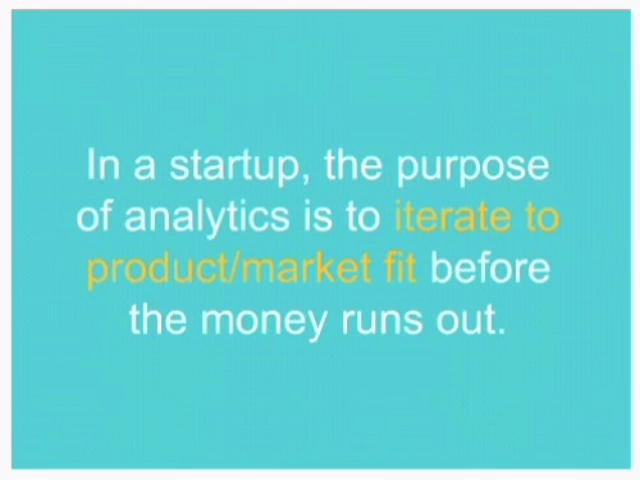 In a startup, the purpose
of analytics is to iterate to
product/market fit before
the money runs out.